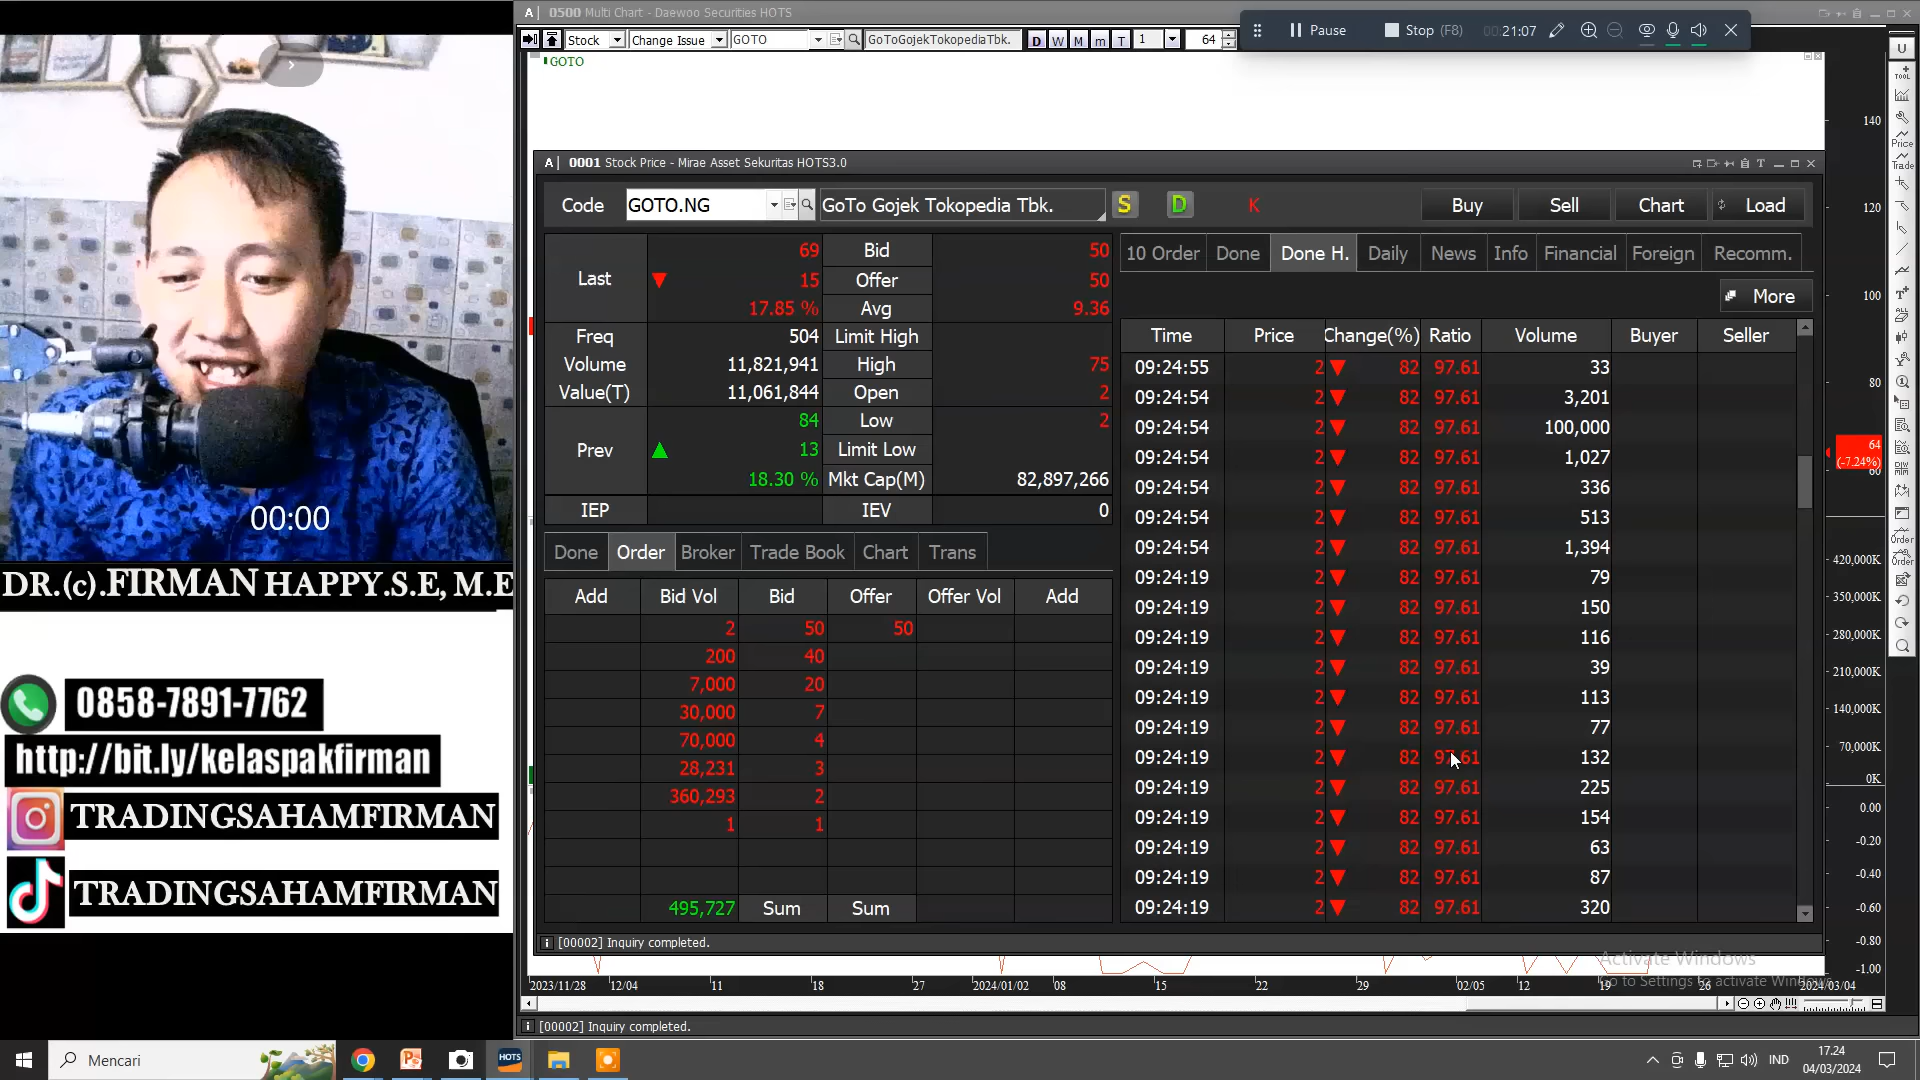 0500 Multi Chart - Daewoo Securities HOTS
Stock Change Issue GOTO GoToGojekTokopediaTbk. D W M m T 1 64
Pause Stop (F8) 00:21:07
GOTO
0001 Stock Price - Mirae Asset Sekuritas HOTS3.0
Code GOTO.NG GoTo Gojek Tokopedia Tbk. S D K Buy Sell Chart Load
Last 69 Bid 50
15 Offer 50
17.85 % Avg 9.36
Freq 504 Limit High
Volume 11,821,941 High 75
Value(T) 11,061,844 Open 2
Prev 84 Low 2
13 Limit Low
18.30 % Mkt Cap(M) 82,897,266
IEP IEV 0
Done Order Broker Trade Book Chart Trans
Add Bid Vol Bid Offer Offer Vol Add
2 50 50
200 40
7,000 20
30,000 7
70,000 4
28,231 3
360,293 2
1 1
495,727 Sum Sum
10 Order Done Done H. Daily News Info Financial Foreign Recomm.
More
Time Price Change(%) Ratio Volume Buyer Seller
09:24:55 2 82 97.61 33
09:24:54 2 82 97.61 3,201
09:24:54 2 82 97.61 100,000
09:24:54 2 82 97.61 1,027
09:24:54 2 82 97.61 336
09:24:54 2 82 97.61 513
09:24:54 2 82 97.61 1,394
09:24:19 2 82 97.61 79
09:24:19 2 82 97.61 150
09:24:19 2 82 97.61 116
09:24:19 2 82 97.61 39
09:24:19 2 82 97.61 113
09:24:19 2 82 97.61 77
09:24:19 2 82 97.61 132
09:24:19 2 82 97.61 225
09:24:19 2 82 97.61 154
09:24:19 2 82 97.61 63
09:24:19 2 82 97.61 87
09:24:19 2 82 97.61 320
[00002] Inquiry completed.
140
120
100
80
64
(-7.24%)
60
420,000K
350,000K
280,000K
210,000K
140,000K
70,000K
0K
0.00
-0.20
-0.40
-0.60
-0.80
-1.00
U
TOOL
Price
Trade
Order
Order
Activate Windows
Go to Settings to activate Windows.
2023/11/28 12/04 11 18 27 2024/01/02 08 15 22 29 02/05 12 19 26 2024/03/04
[00002] Inquiry completed.
00:00
DR.(c).FIRMAN HAPPY.S.E, M.E
0858-7891-7762
http://bit.ly/kelaspakfirman
TRADINGSAHAMFIRMAN
TRADINGSAHAMFIRMAN
Mencari
HOTS
IND
17.24
04/03/2024